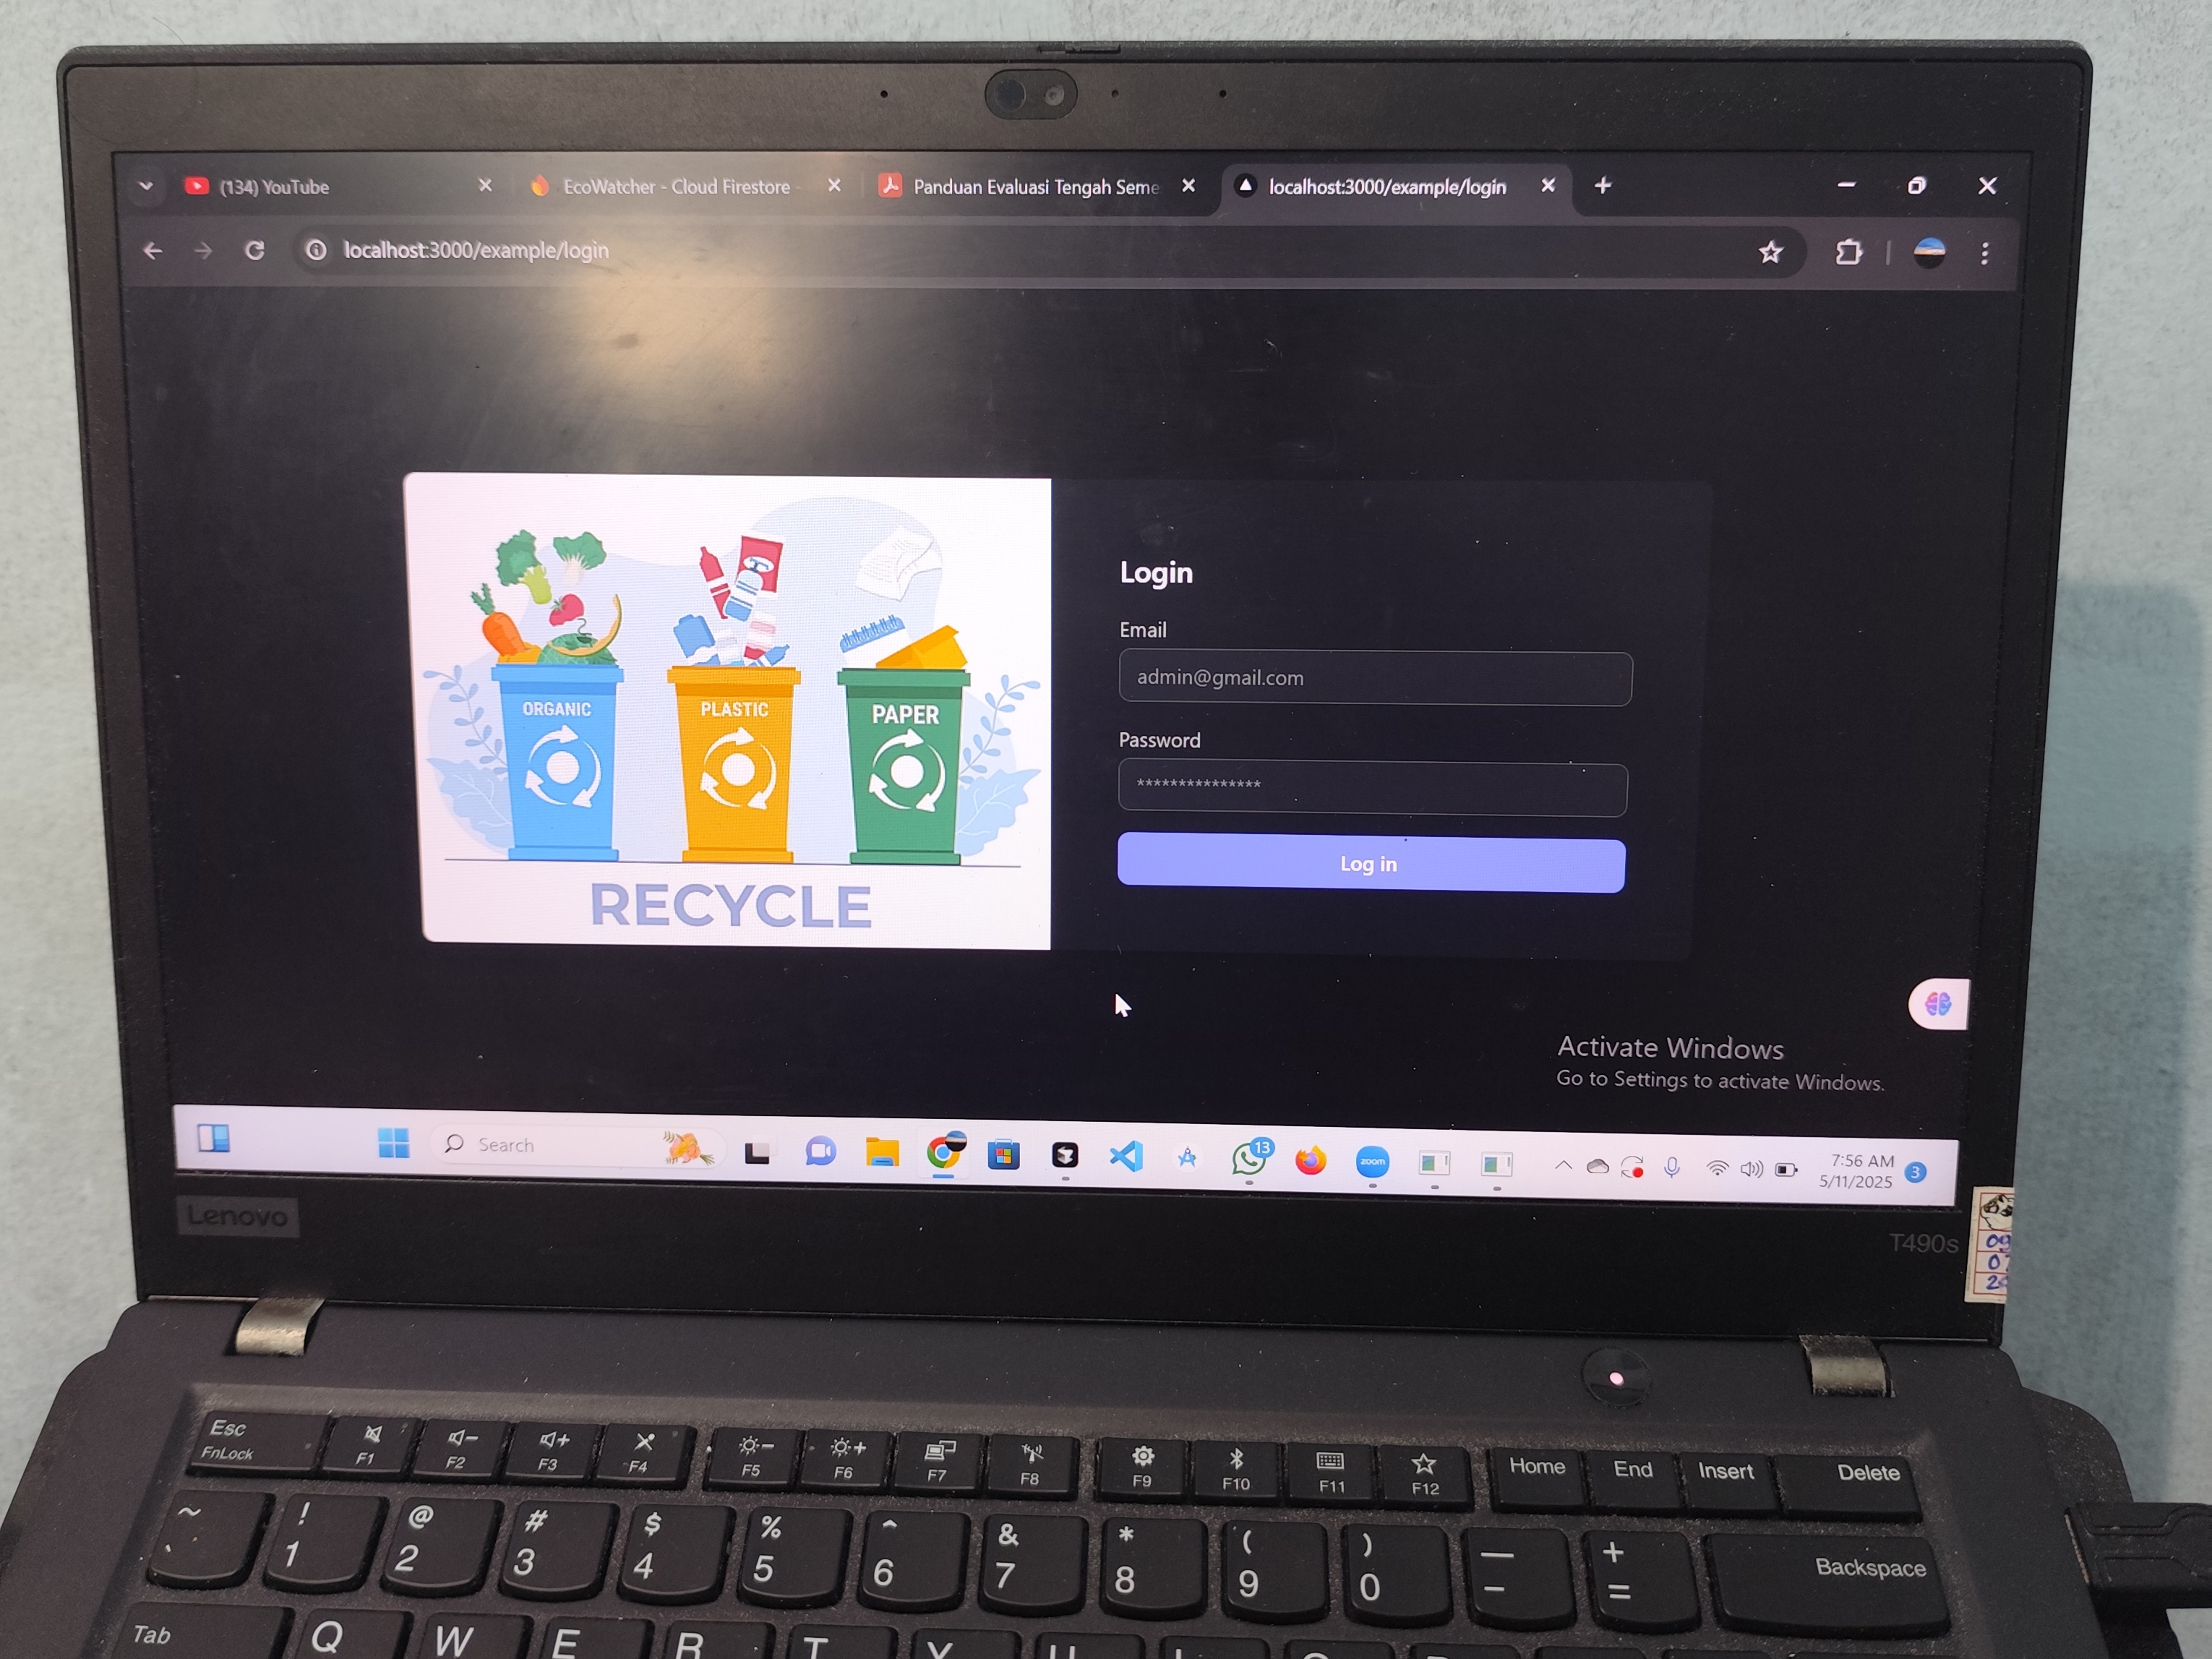 (134) YouTube
EcoWatcher - Cloud Firestore -
Panduan Evaluasi Tengah Seme
localhost:3000/example/login
localhost:3000/example/login
Login
Email
admin@gmail.com
Password
***************
Log in
ORGANIC
PLASTIC
PAPER
RECYCLE
Activate Windows
Go to Settings to activate Windows.
Search
13
zoom
7:56 AM
5/11/2025
3
Lenovo
T490s
Esc
FnLock
F1
F2
F3
F4
F5
F6
F7
F8
F9
F10
F11
F12
Home
End
Insert
Delete
~ `
! 1
@ 2
# 3
$ 4
% 5
^ 6
& 7
* 8
( 9
) 0
— -
+ =
Backspace
Tab
Q
W
E
R
T
Y
U